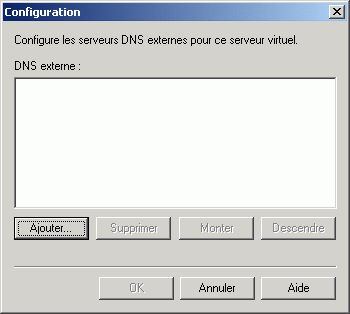 Configuration
Configure les serveurs DNS externes pour ce serveur virtuel.
DNS externe :
Ajouter...
Supprimer
Monter
Descendre
OK
Annuler
Aide